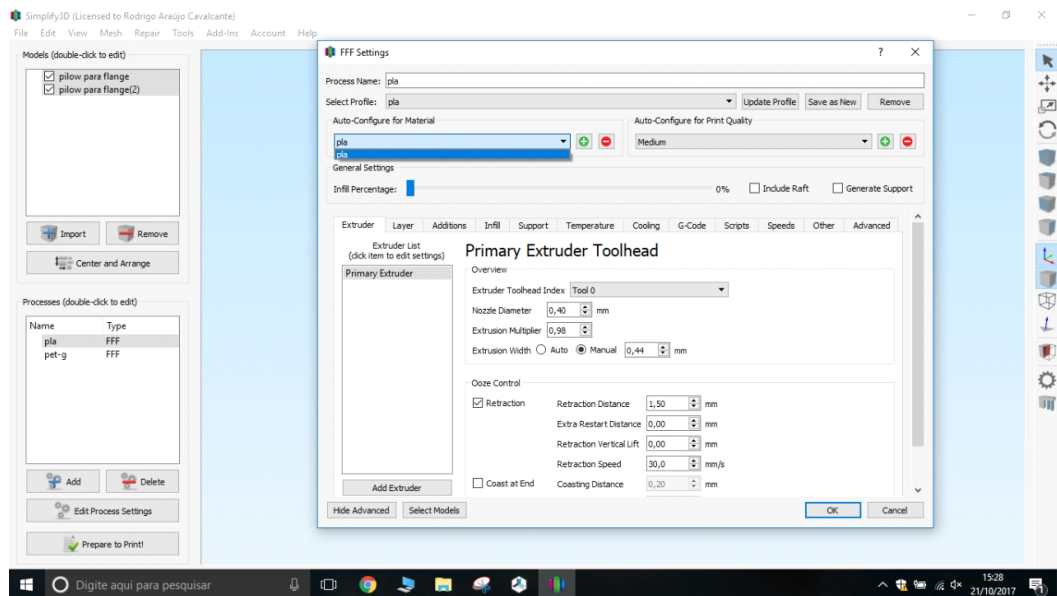 Simplify3D (Licensed to Rodrigo Araújo Cavalcante)
File Edit View Mesh Repair Tools Add-Ins Account Help
Models (double-click to edit)
pilow para flange
pilow para flange(2)
Import Remove
Center and Arrange
Processes (double-click to edit)
Name Type
pla FFF
pet-g FFF
Add Delete
Edit Process Settings
Prepare to Print!
FFF Settings
?
Process Name: pla
Select Profile: pla Update Profile Save as New Remove
Auto-Configure for Material
pla
pla
Auto-Configure for Print Quality
Medium
General Settings
Infill Percentage: 0% Include Raft Generate Support
Extruder Layer Additions Infill Support Temperature Cooling G-Code Scripts Speeds Other Advanced
Extruder List
(click item to edit settings)
Primary Extruder
Add Extruder
Primary Extruder Toolhead
Overview
Extruder Toolhead Index Tool 0
Nozzle Diameter 0,40 mm
Extrusion Multiplier 0,98
Extrusion Width Auto Manual 0,44 mm
Ooze Control
Retraction
Retraction Distance 1,50 mm
Extra Restart Distance 0,00 mm
Retraction Vertical Lift 0,00 mm
Retraction Speed 30,0 mm/s
Coast at End Coasting Distance 0,20 mm
Hide Advanced Select Models OK Cancel
Digite aqui para pesquisar
15:28
21/10/2017